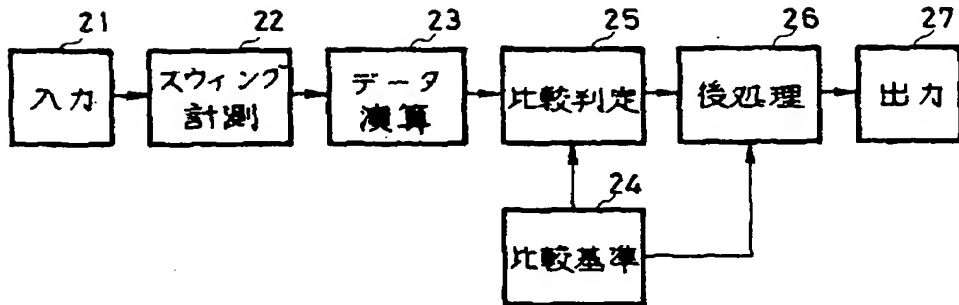 21
入力
22
スウィング
計測
23
データ
演算
25
比較判定
26
後処理
27
出力
24
比較基準